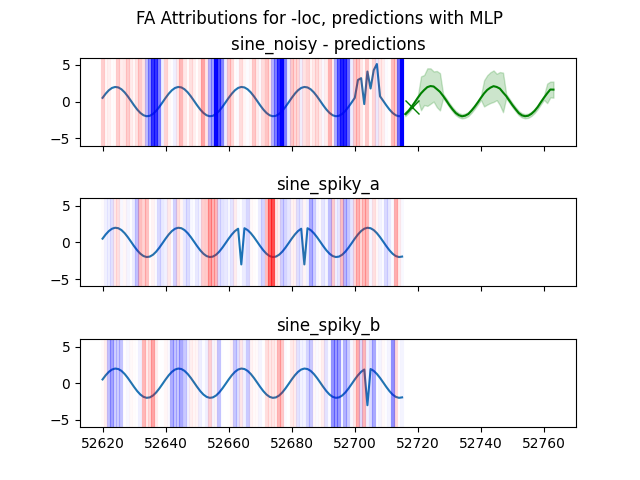 FA Attributions for -loc, predictions with MLP
sine_noisy - predictions
5
0
−5
sine_spiky_a
5
0
−5
sine_spiky_b
5
0
−5
52620 52640 52660 52680 52700 52720 52740 52760